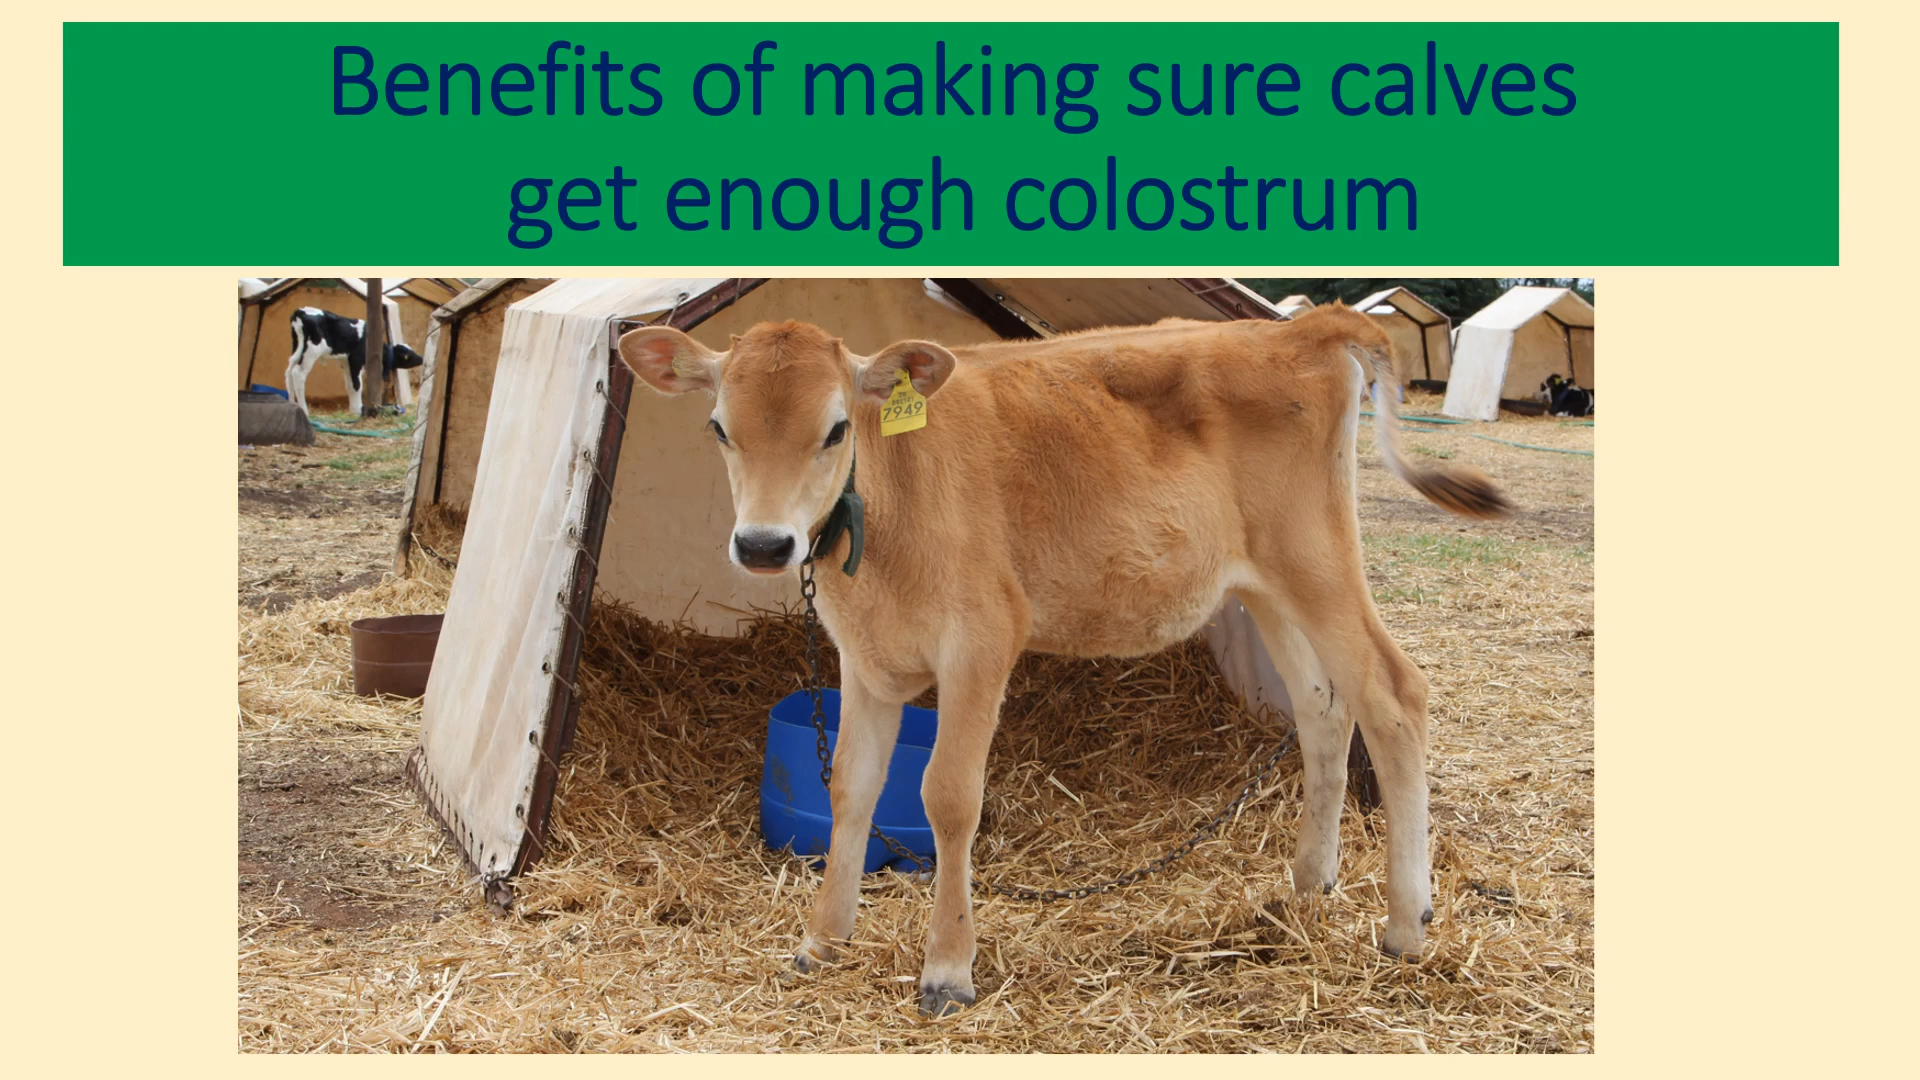 Benefits of making sure calves
get enough colostrum
7949